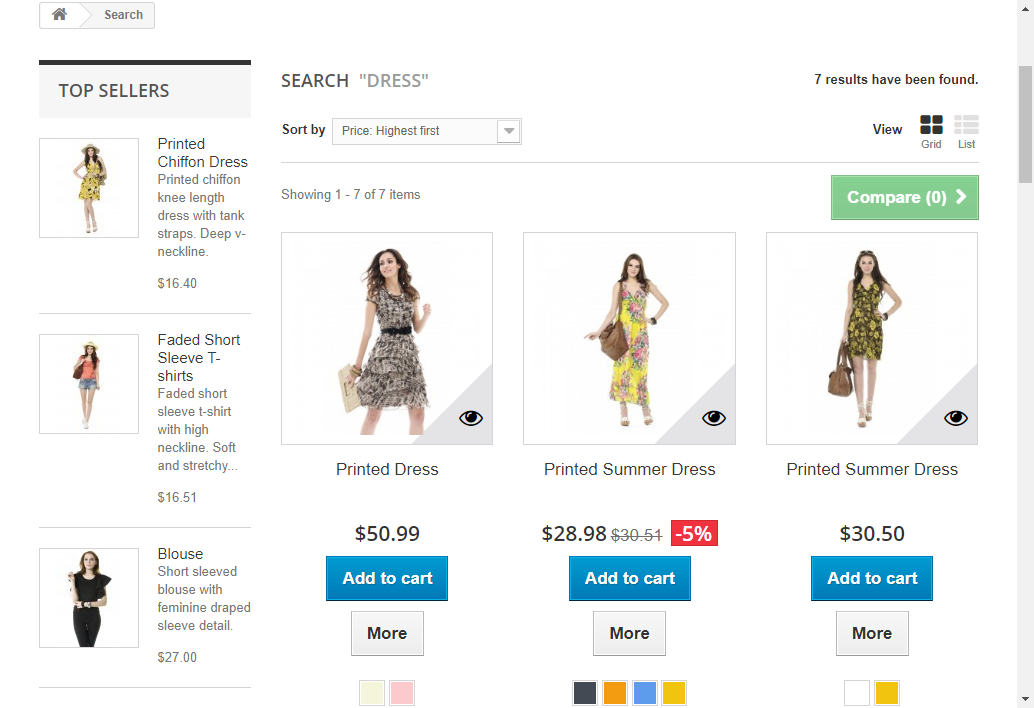 Search
TOP SELLERS
Printed
Chiffon Dress
Printed chiffon
knee length
dress with tank
straps. Deep v-
neckline.
$16.40
Faded Short
Sleeve T-
shirts
Faded short
sleeve t-shirt
with high
neckline. Soft
and stretchy...
$16.51
Blouse
Short sleeved
blouse with
feminine draped
sleeve detail.
$27.00
SEARCH "DRESS"
7 results have been found.
Sort by Price: Highest first
View Grid List
Showing 1 - 7 of 7 items
Compare (0)
Printed Dress
$50.99
Add to cart
More
Printed Summer Dress
$28.98 $30.51 -5%
Add to cart
More
Printed Summer Dress
$30.50
Add to cart
More